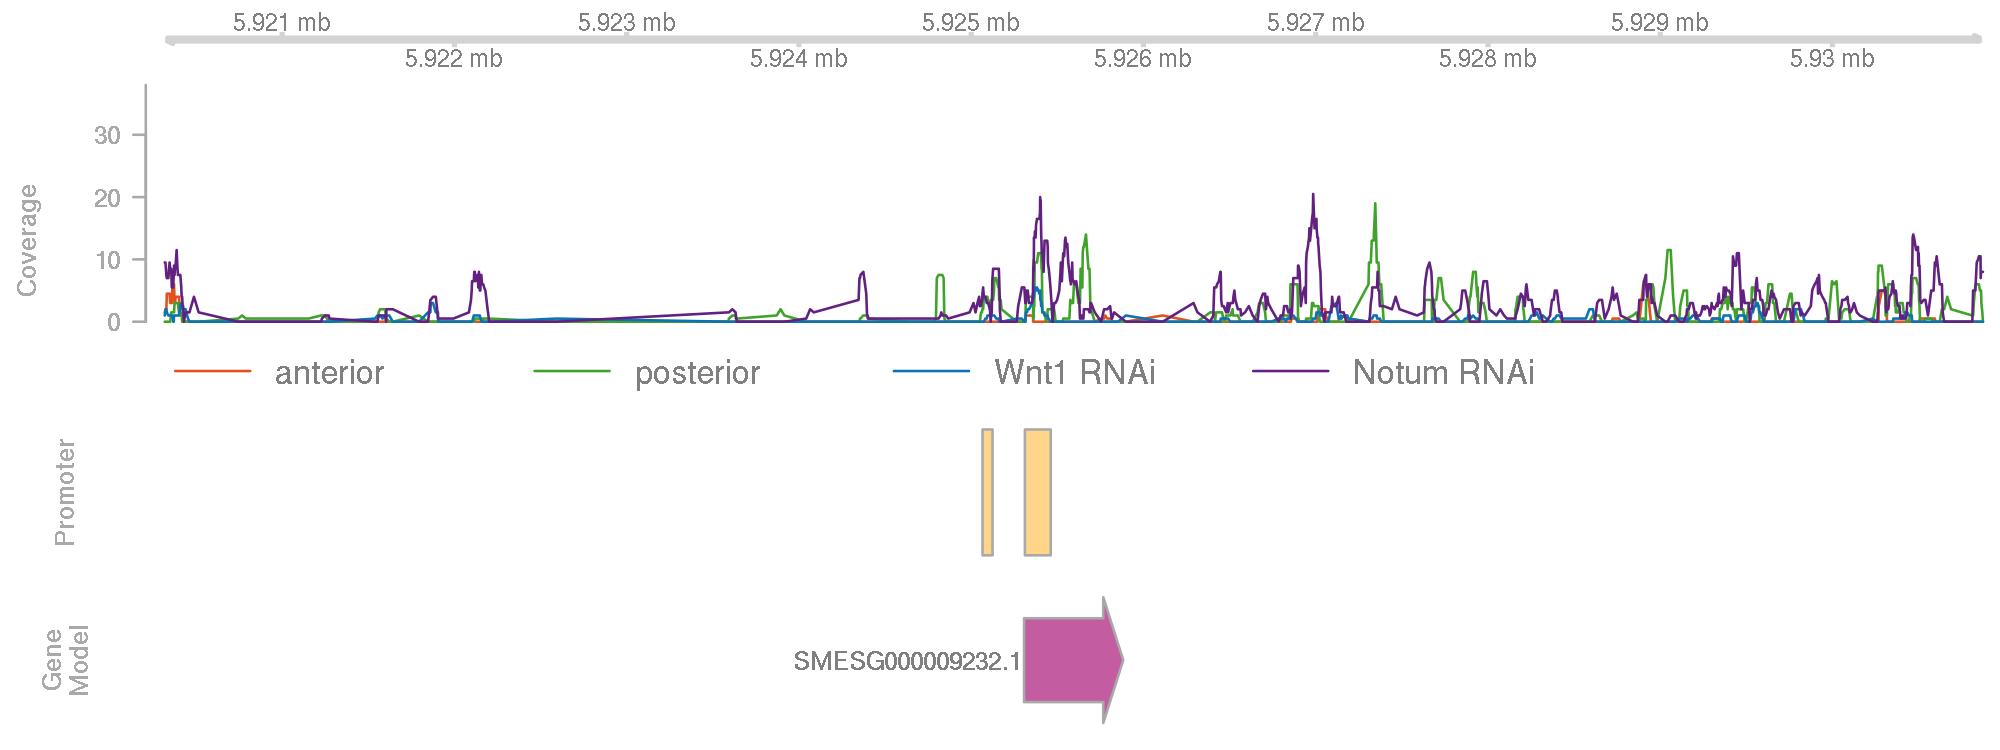 5.921 mb 5.923 mb 5.925 mb 5.927 mb 5.929 mb
5.922 mb 5.924 mb 5.926 mb 5.928 mb 5.93 mb
Coverage
30
20
10
0
anterior posterior Wnt1 RNAi Notum RNAi
Promoter
Gene
Model
SMESG000009232.1